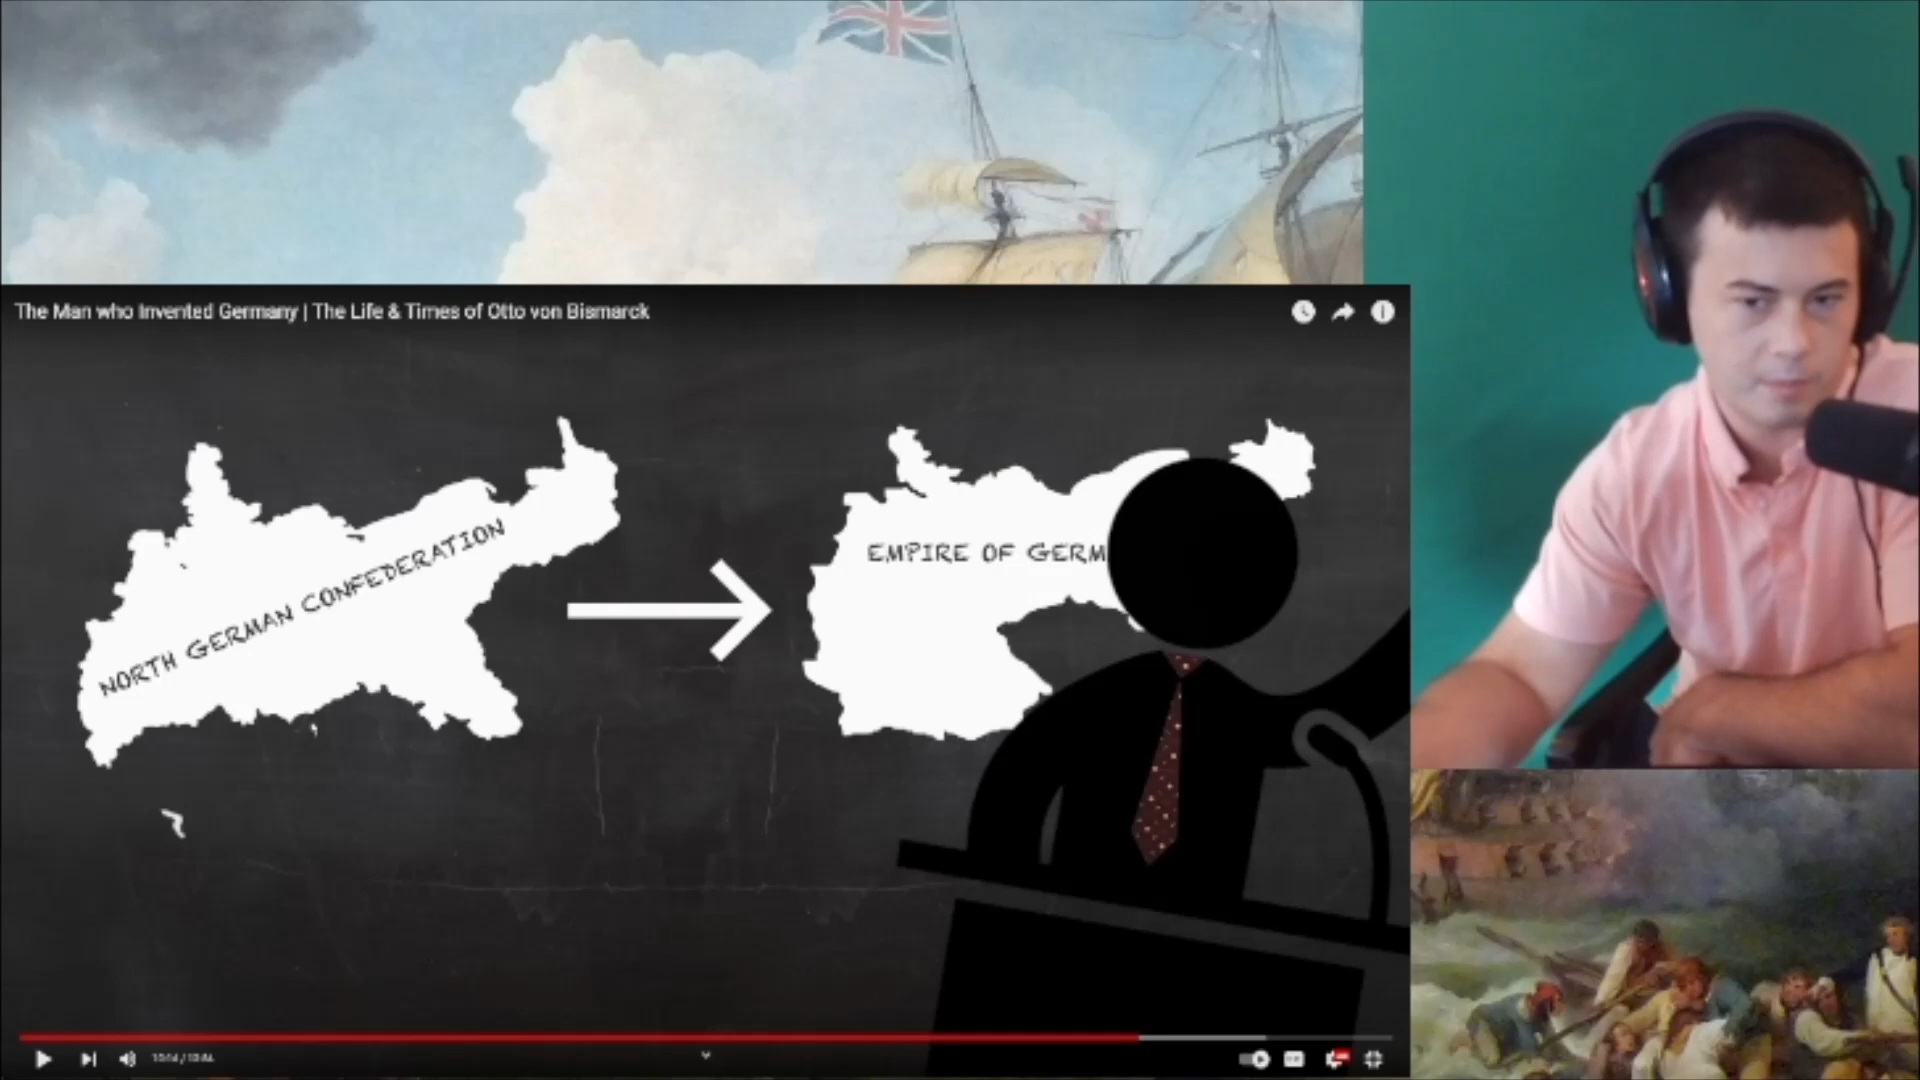 The Man who Invented Germany | The Life & Times of Otto von Bismarck
NORTH GERMAN CONFEDERATION
EMPIRE OF GERM